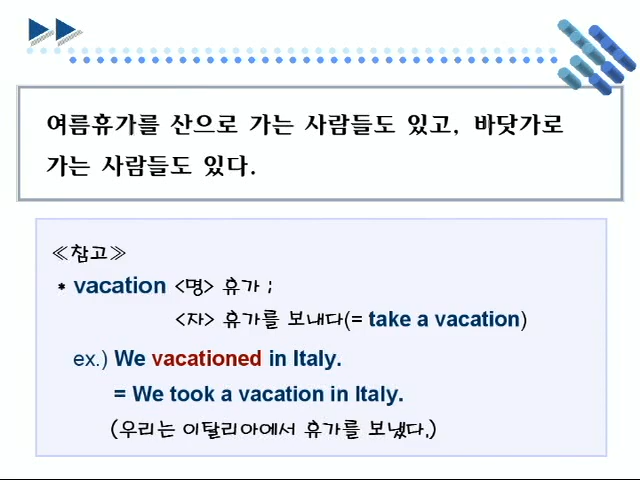 여름휴가를 산으로 가는 사람들도 있고, 바닷가로
가는 사람들도 있다.
≪참고≫
* vacation <명> 휴가 ;
<자> 휴가를 보내다(= take a vacation)
ex.) We vacationed in Italy.
= We took a vacation in Italy.
(우리는 이탈리아에서 휴가를 보냈다.)